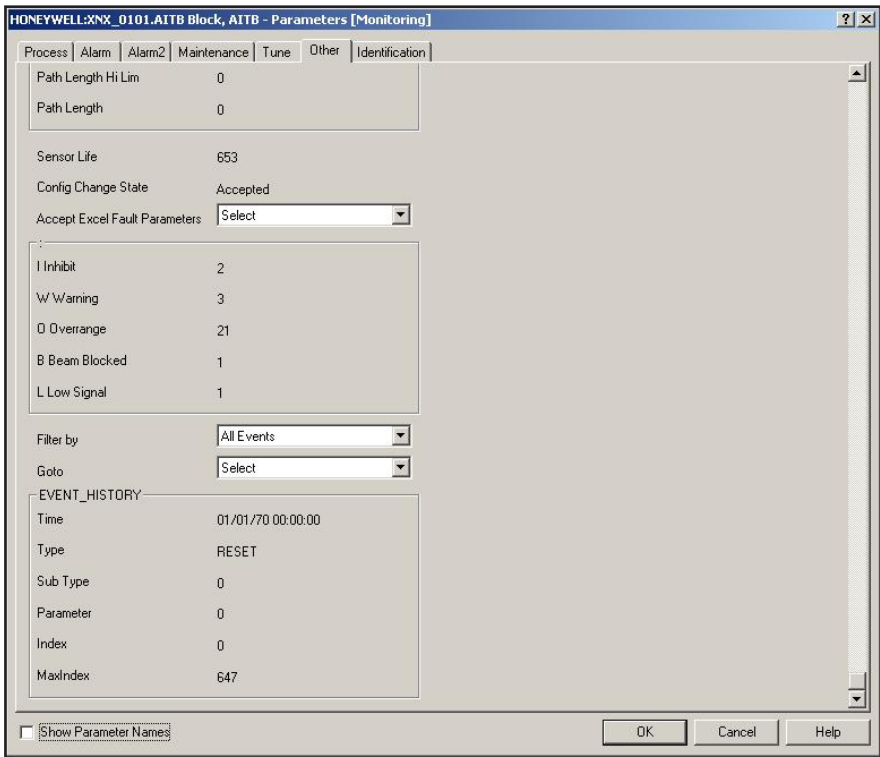 HONEYWELL:XNX_0101.AITB Block, AITB - Parameters [Monitoring]
Process Alarm Alarm2 Maintenance Tune Other Identification
Path Length Hi Lim 0
Path Length 0
Sensor Life 653
Config Change State Accepted
Accept Excel Fault Parameters Select
:
I Inhibit 2
W Warning 3
O Overrange 21
B Beam Blocked 1
L Low Signal 1
Filter by All Events
Goto Select
EVENT_HISTORY
Time 01/01/70 00:00:00
Type RESET
Sub Type 0
Parameter 0
Index 0
MaxIndex 647
Show Parameter Names OK Cancel Help